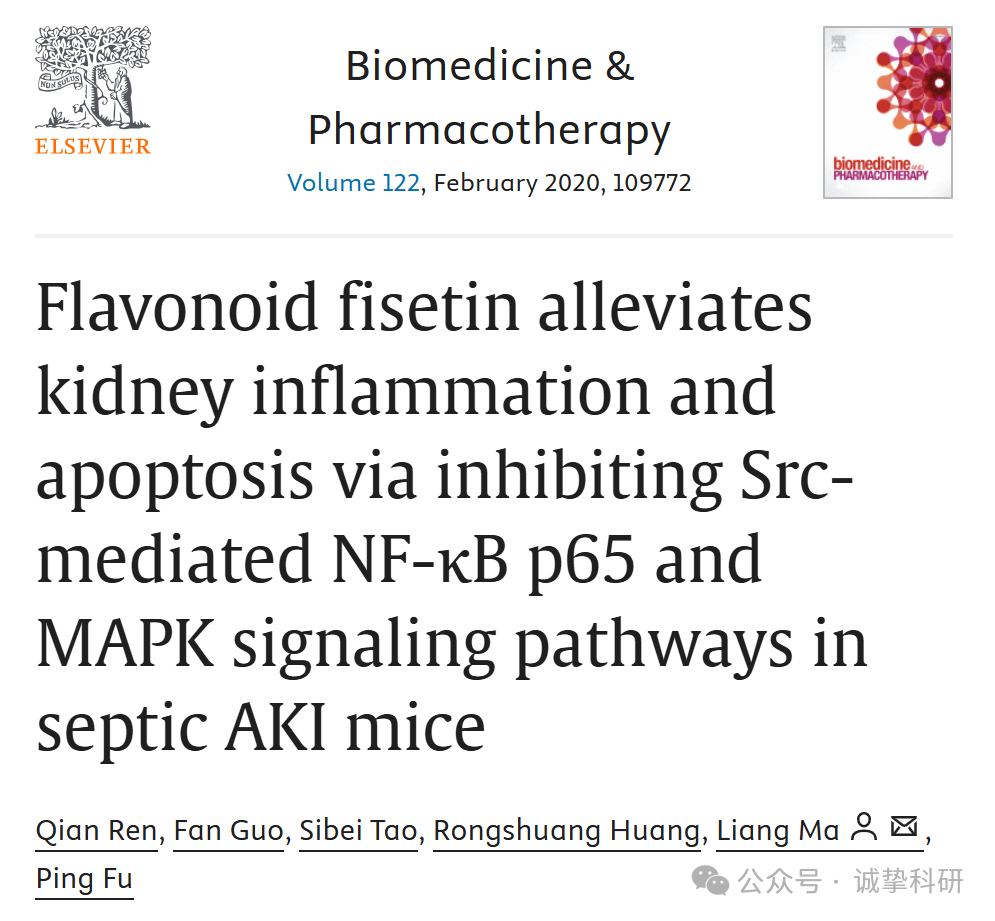 NON SOLUS
ELSEVIER
Biomedicine &
Pharmacotherapy
Volume 122, February 2020, 109772
biomedicine AND
PHARMACOTHERAPY
Flavonoid fisetin alleviates
kidney inflammation and
apoptosis via inhibiting Src-
mediated NF-κB p65 and
MAPK signaling pathways in
septic AKI mice
Qian Ren, Fan Guo, Sibei Tao, Rongshuang Huang, Liang Ma ,
Ping Fu
公众号 · 诚挚科研